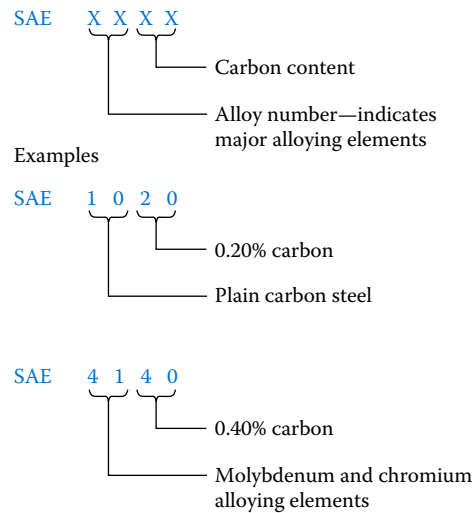 SAE X X X X
Carbon content
Alloy number—indicates
major alloying elements
Examples
SAE 1 0 2 0
0.20% carbon
Plain carbon steel
SAE 4 1 4 0
0.40% carbon
Molybdenum and chromium
alloying elements